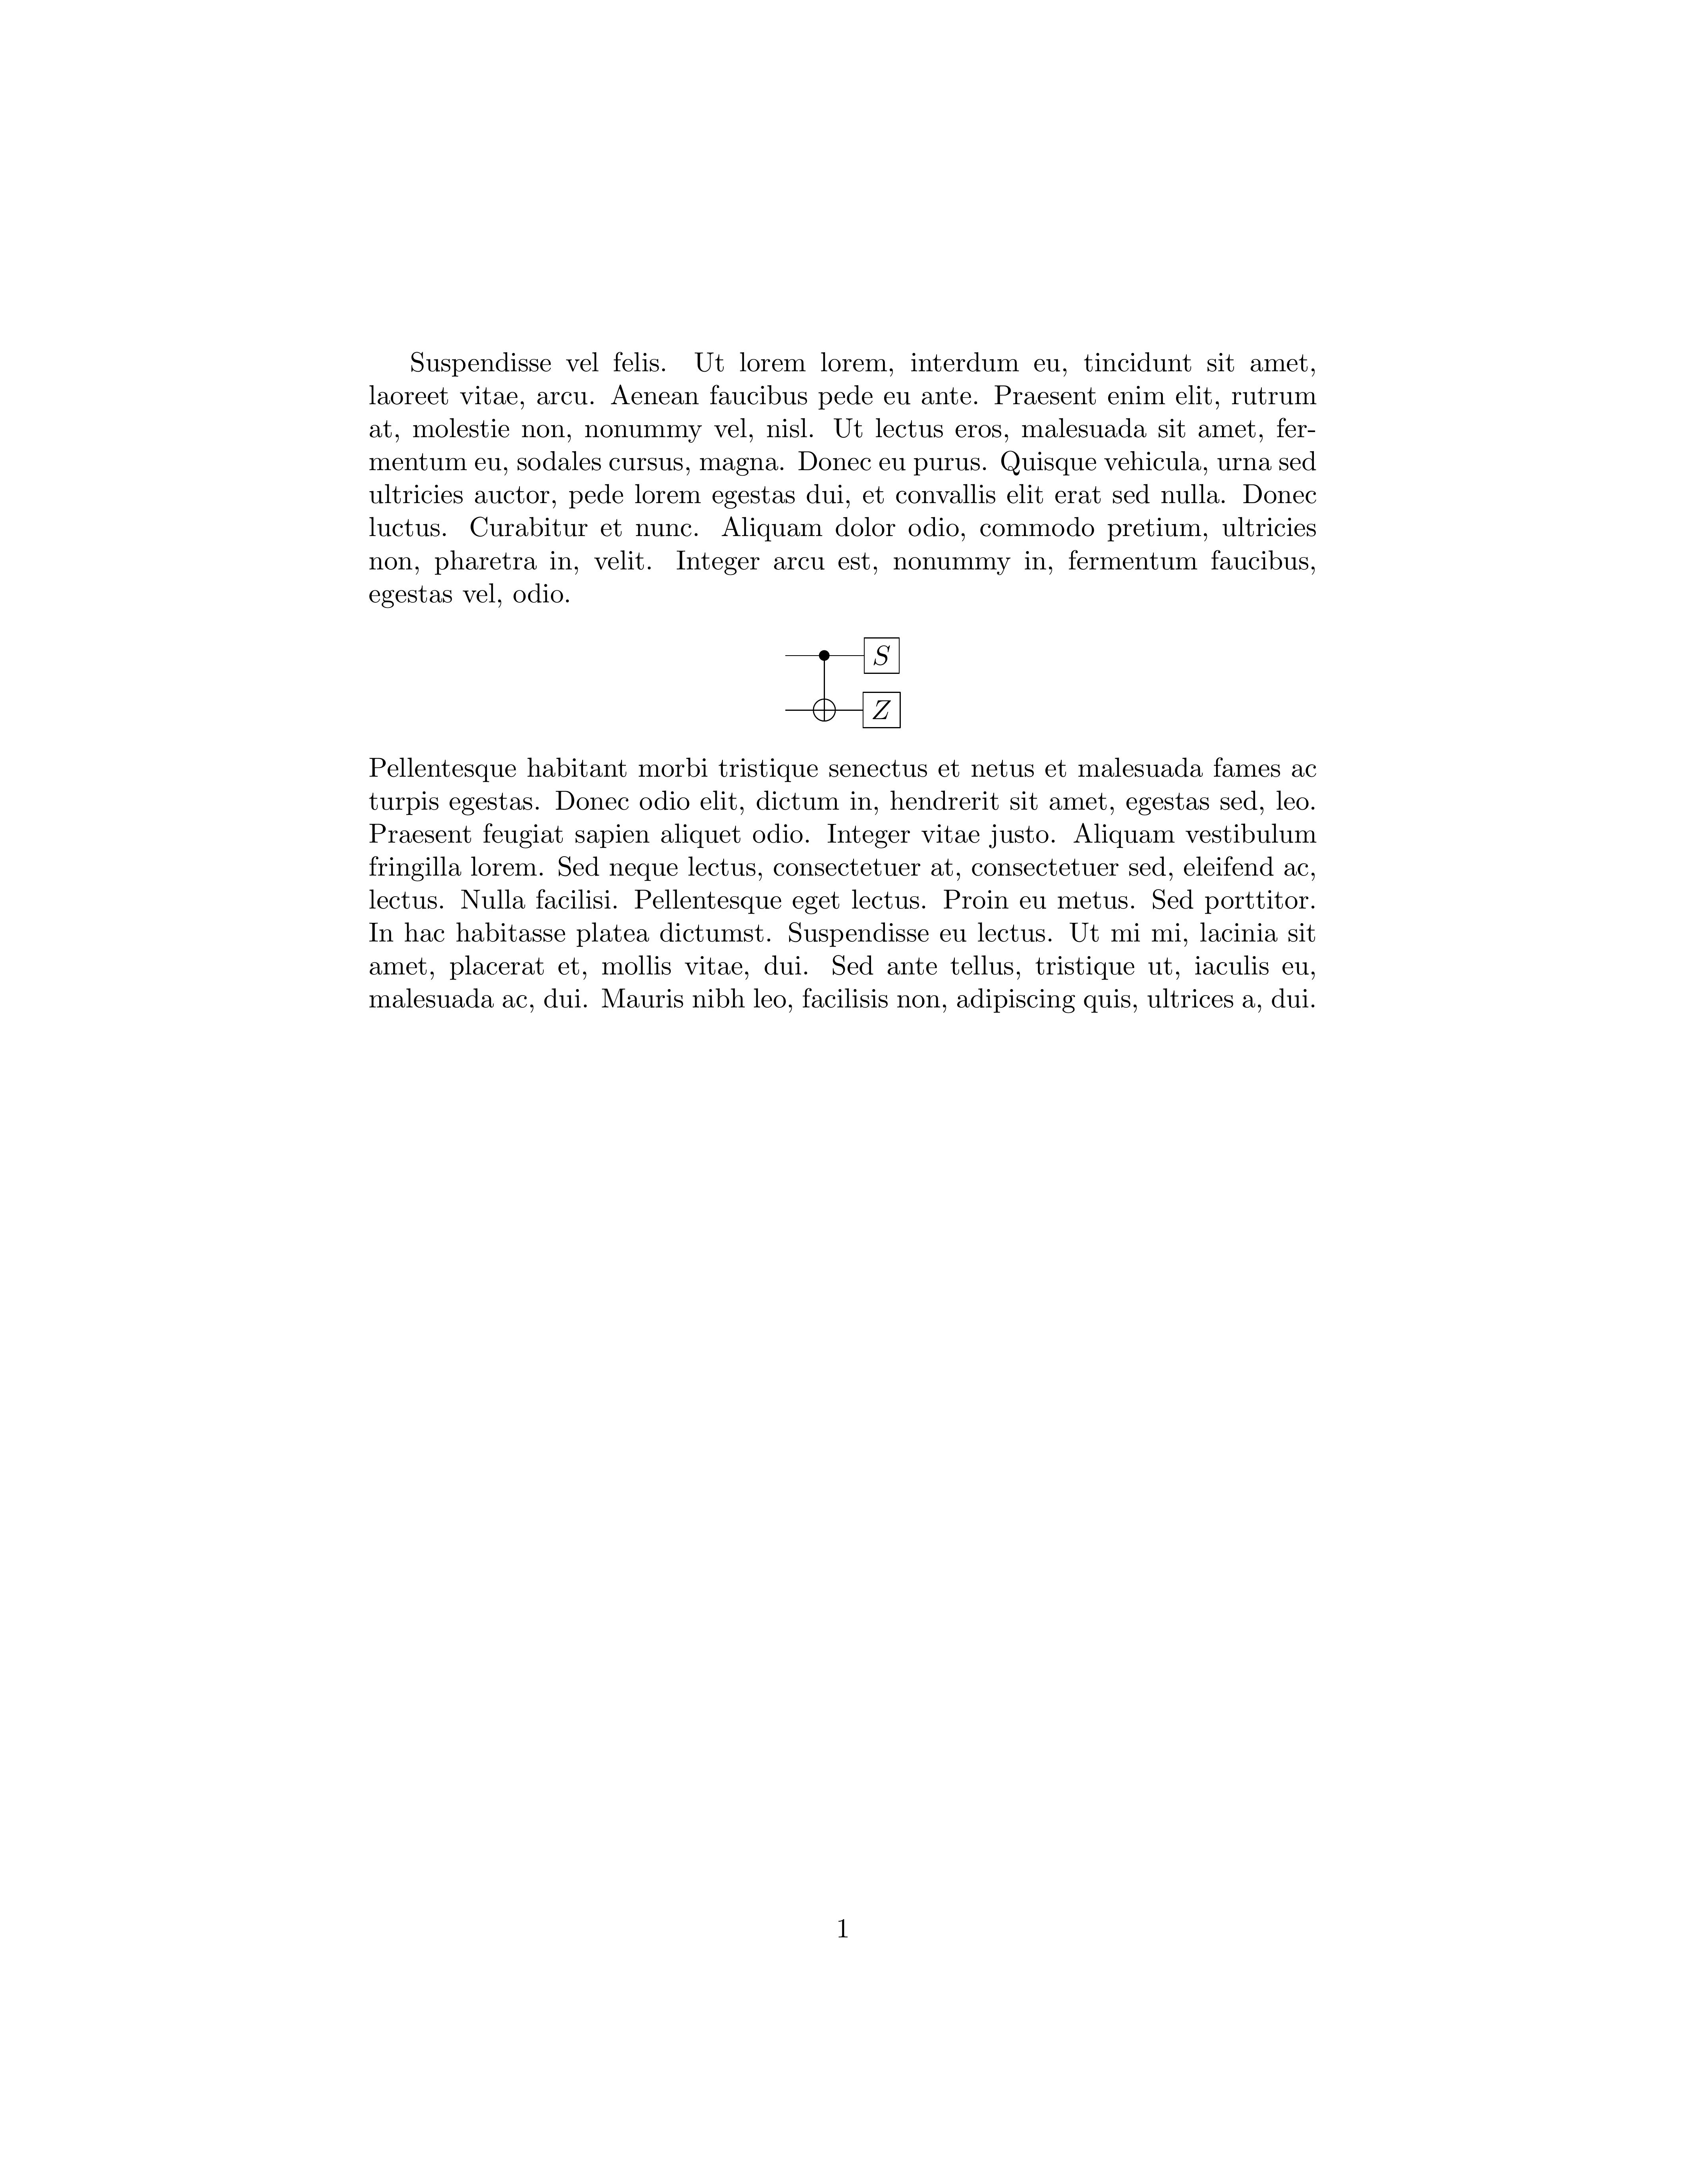 Suspendisse vel felis. Ut lorem lorem, interdum eu, tincidunt sit amet,
laoreet vitae, arcu. Aenean faucibus pede eu ante. Praesent enim elit, rutrum
at, molestie non, nonummy vel, nisl. Ut lectus eros, malesuada sit amet, fer-
mentum eu, sodales cursus, magna. Donec eu purus. Quisque vehicula, urna sed
ultricies auctor, pede lorem egestas dui, et convallis elit erat sed nulla. Donec
luctus. Curabitur et nunc. Aliquam dolor odio, commodo pretium, ultricies
non, pharetra in, velit. Integer arcu est, nonummy in, fermentum faucibus,
egestas vel, odio.
S
Z
Pellentesque habitant morbi tristique senectus et netus et malesuada fames ac
turpis egestas. Donec odio elit, dictum in, hendrerit sit amet, egestas sed, leo.
Praesent feugiat sapien aliquet odio. Integer vitae justo. Aliquam vestibulum
fringilla lorem. Sed neque lectus, consectetuer at, consectetuer sed, eleifend ac,
lectus. Nulla facilisi. Pellentesque eget lectus. Proin eu metus. Sed porttitor.
In hac habitasse platea dictumst. Suspendisse eu lectus. Ut mi mi, lacinia sit
amet, placerat et, mollis vitae, dui. Sed ante tellus, tristique ut, iaculis eu,
malesuada ac, dui. Mauris nibh leo, facilisis non, adipiscing quis, ultrices a, dui.
1